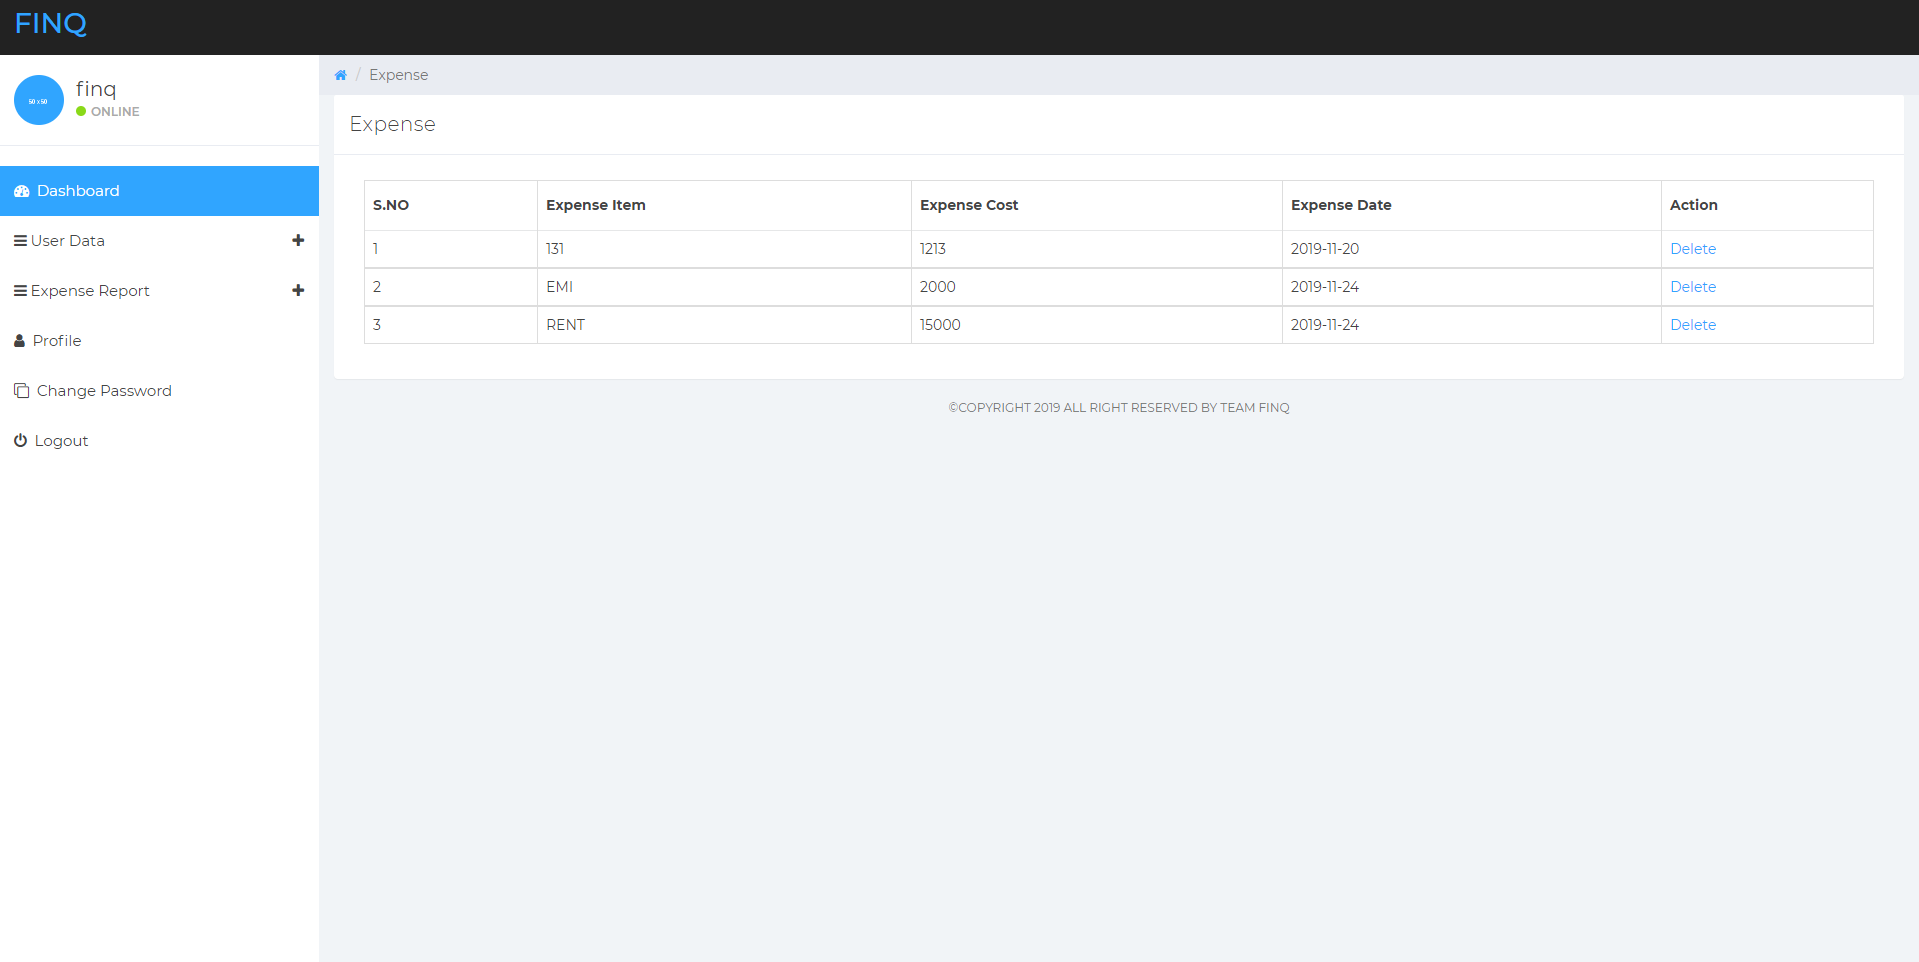 FINQ
50 x 50
finq
ONLINE
Dashboard
User Data
Expense Report
Profile
Change Password
Logout
/ Expense
Expense
S.NO Expense Item Expense Cost Expense Date Action
1 131 1213 2019-11-20 Delete
2 EMI 2000 2019-11-24 Delete
3 RENT 15000 2019-11-24 Delete
©COPYRIGHT 2019 ALL RIGHT RESERVED BY TEAM FINQ